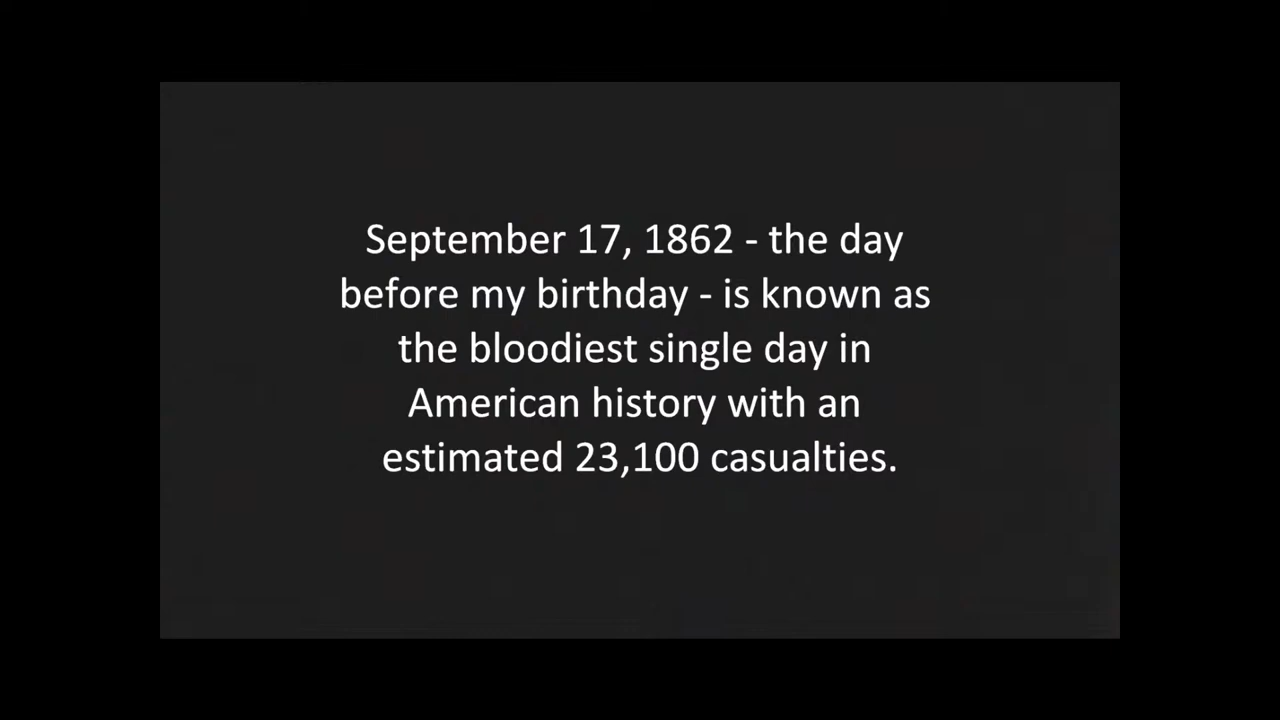 September 17, 1862 - the day
before my birthday - is known as
the bloodiest single day in
American history with an
estimated 23,100 casualties.